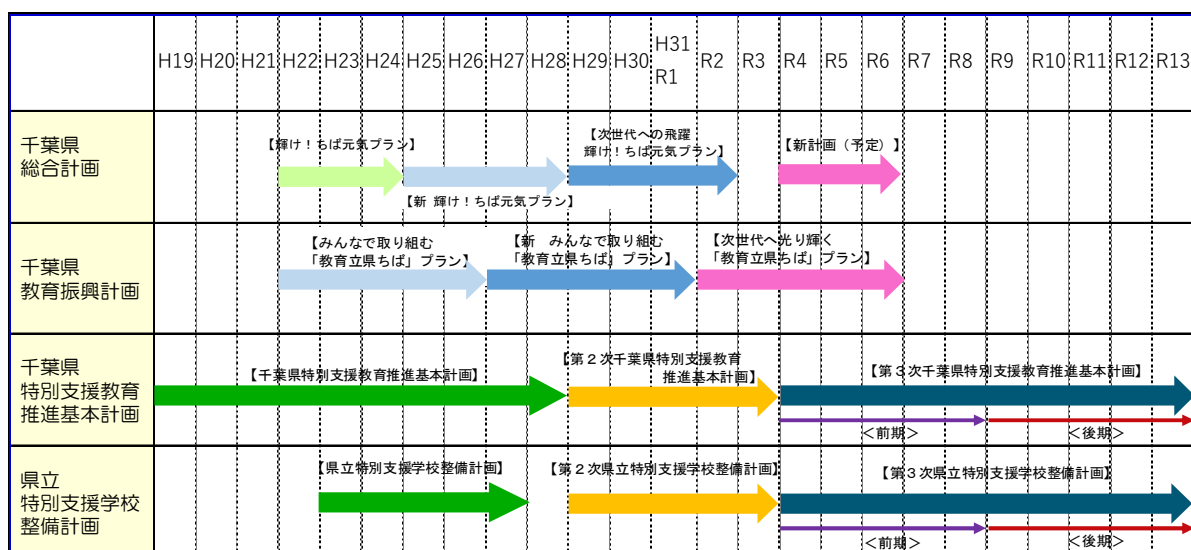 H19 H20 H21 H22 H23 H24 H25 H26 H27 H28 H29 H30 H31 R1 R2 R3 R4 R5 R6 R7 R8 R9 R10 R11 R12 R13
千葉県
総合計画
【輝け!ちば元気プラン】
【新 輝け!ちば元気プラン】
【次世代への飛躍
輝け!ちば元気プラン】
【新計画(予定)】
千葉県
教育振興計画
【みんなで取り組む
「教育立県ちば」プラン】
【新 みんなで取り組む
「教育立県ちば」プラン】
【次世代へ光り輝く
「教育立県ちば」プラン】
千葉県
特別支援教育
推進基本計画
【千葉県特別支援教育推進基本計画】
【第2次千葉県特別支援教育
推進基本計画】
【第3次千葉県特別支援教育推進基本計画】
<前期>
<後期>
県立
特別支援学校
整備計画
【県立特別支援学校整備計画】
【第2次県立特別支援学校整備計画】
【第3次県立特別支援学校整備計画】
<前期>
<後期>